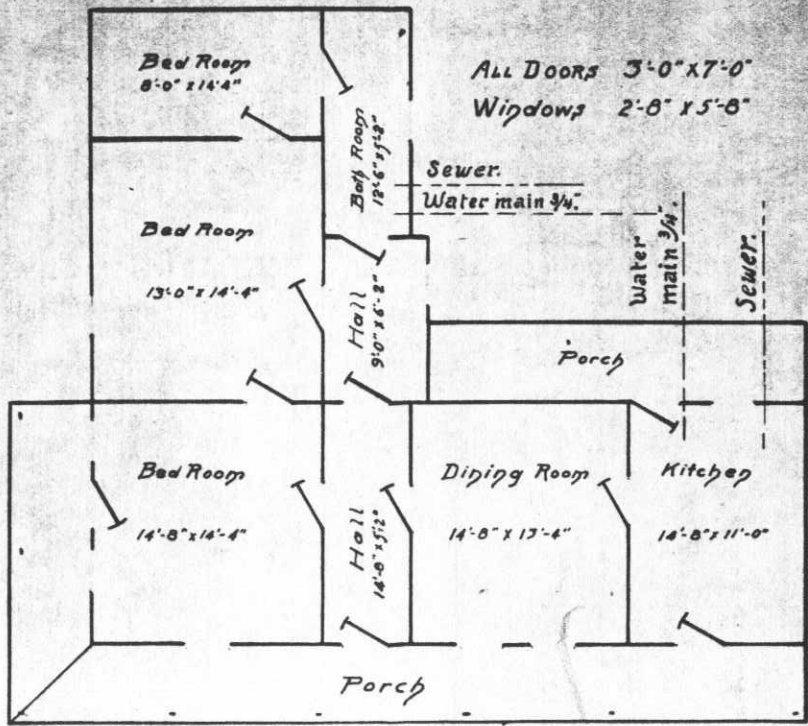 Bed Room
8'-0" x 14'4"
ALL DOORS 3'-0" X 7'-0"
Windows 2'-8" x 5'-8"
Bath Room
12'-6" x 5'-2"
Sewer.
Water main 3/4".
Bed Room
13'-0" x 14'-4"
Hall
9'-0" x 6'-2"
Water
main 3/4".
Sewer.
Porch
Bed Room
14'-8" x 14'-4"
Hall
14'-8" x 5'-2"
Dining Room
14'-8" x 13'-4"
Kitchen
14'-8" x 11'-0"
Porch